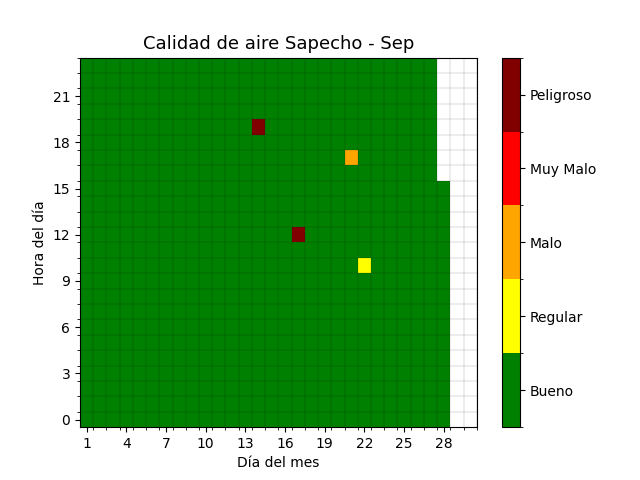 Calidad de aire Sapecho - Sep
Hora del día
21
18
15
12
9
6
3
0
1 4 7 10 13 16 19 22 25 28
Día del mes
Peligroso
Muy Malo
Malo
Regular
Bueno